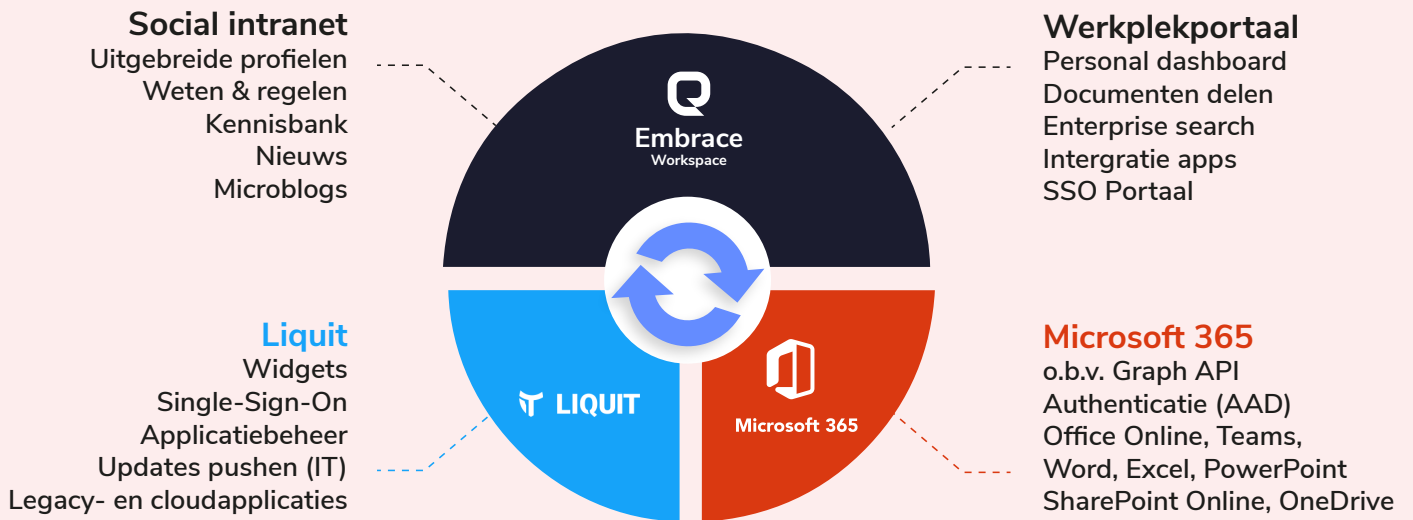 Social intranet
Uitgebreide profielen
Weten & regelen
Kennisbank
Nieuws
Microblogs
Embrace
Workspace
Werkplekportaal
Personal dashboard
Documenten delen
Enterprise search
Intergratie apps
SSO Portaal
Liquit
Widgets
Single-Sign-On
Applicatiebeheer
Updates pushen (IT)
Legacy- en cloudapplicaties
LIQUIT
Microsoft 365
Microsoft 365
o.b.v. Graph API
Authenticatie (AAD)
Office Online, Teams,
Word, Excel, PowerPoint
SharePoint Online, OneDrive